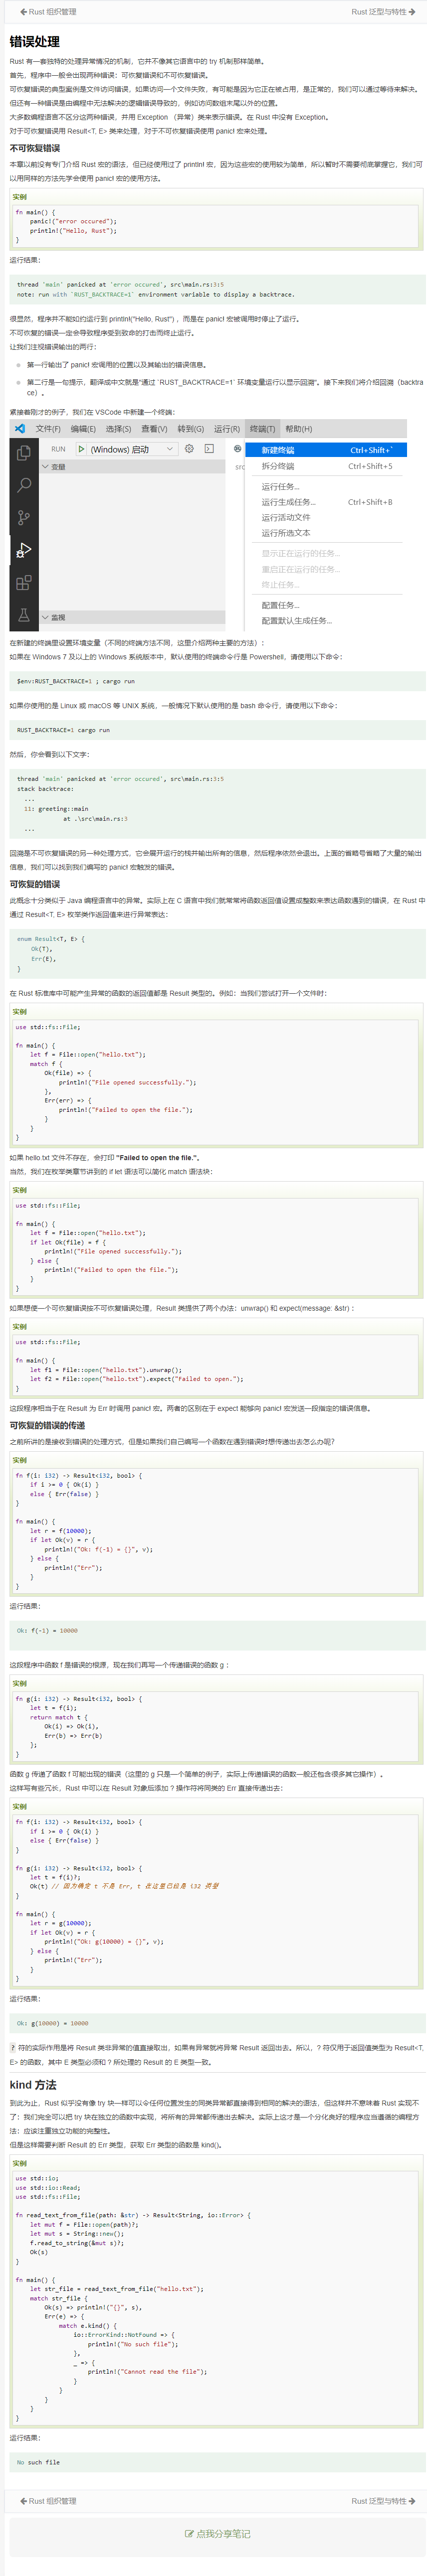 ← Rust 组织管理
Rust 泛型与特性 →
错误处理
Rust 有一套独特的处理异常情况的机制，它并不像其它语言中的 try 机制那样简单。
首先，程序中一般会出现两种错误：可恢复错误和不可恢复错误。
可恢复错误的典型案例是文件访问错误，如果访问一个文件失败，有可能是因为它正在被占用，是正常的，我们可以通过等待来解决。
但还有一种错误是由编程中无法解决的逻辑错误导致的，例如访问数组末尾以外的位置。
大多数编程语言不区分这两种错误，并用 Exception （异常）类来表示错误。在 Rust 中没有 Exception。
对于可恢复错误用 Result<T, E> 类来处理，对于不可恢复错误使用 panic! 宏来处理。
不可恢复错误
本章以前没有专门介绍 Rust 宏的语法，但已经使用过了 println! 宏，因为这些宏的使用较为简单，所以暂时不需要彻底掌握它，我们可
以用同样的方法先学会使用 panic! 宏的使用方法。
实例
fn main() {
    panic!("error occured");
    println!("Hello, Rust");
}
运行结果：
thread 'main' panicked at 'error occured', src\main.rs:3:5
note: run with `RUST_BACKTRACE=1` environment variable to display a backtrace.
很显然，程序并不能如约运行到 println!("Hello, Rust") ，而是在 panic! 宏被调用时停止了运行。
不可恢复的错误一定会导致程序受到致命的打击而终止运行。
让我们注视错误输出的两行：
第一行输出了 panic! 宏调用的位置以及其输出的错误信息。
第二行是一句提示，翻译成中文就是"通过 `RUST_BACKTRACE=1` 环境变量运行以显示回溯"。接下来我们将介绍回溯（backtra
ce）。
紧接着刚才的例子，我们在 VSCode 中新建一个终端：
文件(F) 编辑(E) 选择(S) 查看(V) 转到(G) 运行(R) 终端(T) 帮助(H)
RUN (Windows) 启动
变量
src
新建终端 Ctrl+Shift+`
拆分终端 Ctrl+Shift+5
运行任务...
运行生成任务... Ctrl+Shift+B
运行活动文件
运行所选文本
显示正在运行的任务...
重启正在运行的任务...
终止任务...
配置任务...
配置默认生成任务...
监视
在新建的终端里设置环境变量（不同的终端方法不同，这里介绍两种主要的方法）：
如果在 Windows 7 及以上的 Windows 系统版本中，默认使用的终端命令行是 Powershell，请使用以下命令：
$env:RUST_BACKTRACE=1 ; cargo run
如果你使用的是 Linux 或 macOS 等 UNIX 系统，一般情况下默认使用的是 bash 命令行，请使用以下命令：
RUST_BACKTRACE=1 cargo run
然后，你会看到以下文字：
thread 'main' panicked at 'error occured', src\main.rs:3:5
stack backtrace:
  ...
  11: greeting::main
             at .\src\main.rs:3
  ...
回溯是不可恢复错误的另一种处理方式，它会展开运行的栈并输出所有的信息，然后程序依然会退出。上面的省略号省略了大量的输出
信息，我们可以找到我们编写的 panic! 宏触发的错误。
可恢复的错误
此概念十分类似于 Java 编程语言中的异常。实际上在 C 语言中我们就常常将函数返回值设置成整数来表达函数遇到的错误，在 Rust 中
通过 Result<T, E> 枚举类作返回值来进行异常表达：
enum Result<T, E> {
    Ok(T),
    Err(E),
}
在 Rust 标准库中可能产生异常的函数的返回值都是 Result 类型的。例如：当我们尝试打开一个文件时：
实例
use std::fs::File;
fn main() {
    let f = File::open("hello.txt");
    match f {
        Ok(file) => {
            println!("File opened successfully.");
        },
        Err(err) => {
            println!("Failed to open the file.");
        }
    }
}
如果 hello.txt 文件不存在，会打印 "Failed to open the file."。
当然，我们在枚举类章节讲到的 if let 语法可以简化 match 语法块：
实例
use std::fs::File;
fn main() {
    let f = File::open("hello.txt");
    if let Ok(file) = f {
        println!("File opened successfully.");
    } else {
        println!("Failed to open the file.");
    }
}
如果想使一个可恢复错误按不可恢复错误处理，Result 类提供了两个办法：unwrap() 和 expect(message: &str) ：
实例
use std::fs::File;
fn main() {
    let f1 = File::open("hello.txt").unwrap();
    let f2 = File::open("hello.txt").expect("Failed to open.");
}
这段程序相当于在 Result 为 Err 时调用 panic! 宏。两者的区别在于 expect 能够向 panic! 宏发送一段指定的错误信息。
可恢复的错误的传递
之前所讲的是接收到错误的处理方式，但是如果我们自己编写一个函数在遇到错误时想传递出去怎么办呢？
实例
fn f(i: i32) -> Result<i32, bool> {
    if i >= 0 { Ok(i) }
    else { Err(false) }
}
fn main() {
    let r = f(10000);
    if let Ok(v) = r {
        println!("Ok: f(-1) = {}", v);
    } else {
        println!("Err");
    }
}
运行结果：
Ok: f(-1) = 10000
这段程序中函数 f 是错误的根源，现在我们再写一个传递错误的函数 g ：
实例
fn g(i: i32) -> Result<i32, bool> {
    let t = f(i);
    return match t {
        Ok(i) => Ok(i),
        Err(b) => Err(b)
    };
}
函数 g 传递了函数 f 可能出现的错误（这里的 g 只是一个简单的例子，实际上传递错误的函数一般还包含很多其它操作）。
这样写有些冗长，Rust 中可以在 Result 对象后添加 ? 操作符将同类的 Err 直接传递出去：
实例
fn f(i: i32) -> Result<i32, bool> {
    if i >= 0 { Ok(i) }
    else { Err(false) }
}
fn g(i: i32) -> Result<i32, bool> {
    let t = f(i)?;
    Ok(t) // 因为确定 t 不是 Err, t 在这里已经是 i32 类型
}
fn main() {
    let r = g(10000);
    if let Ok(v) = r {
        println!("Ok: g(10000) = {}", v);
    } else {
        println!("Err");
    }
}
运行结果：
Ok: g(10000) = 10000
? 符的实际作用是将 Result 类非异常的值直接取出，如果有异常就将异常 Result 返回出去。所以，? 符仅用于返回值类型为 Result<T,
E> 的函数，其中 E 类型必须和 ? 所处理的 Result 的 E 类型一致。
kind 方法
到此为止，Rust 似乎没有像 try 块一样可以令任何位置发生的同类异常都直接得到相同的解决的语法，但这样并不意味着 Rust 实现不
了：我们完全可以把 try 块在独立的函数中实现，将所有的异常都传递出去解决。实际上这才是一个分化良好的程序应当遵循的编程方
法：应该注重独立功能的完整性。
但是这样需要判断 Result 的 Err 类型，获取 Err 类型的函数是 kind()。
实例
use std::io;
use std::io::Read;
use std::fs::File;
fn read_text_from_file(path: &str) -> Result<String, io::Error> {
    let mut f = File::open(path)?;
    let mut s = String::new();
    f.read_to_string(&mut s)?;
    Ok(s)
}
fn main() {
    let str_file = read_text_from_file("hello.txt");
    match str_file {
        Ok(s) => println!("{}", s),
        Err(e) => {
            match e.kind() {
                io::ErrorKind::NotFound => {
                    println!("No such file");
                },
                _ => {
                    println!("Cannot read the file");
                }
            }
        }
    }
}
运行结果：
No such file
← Rust 组织管理
Rust 泛型与特性 →
点我分享笔记